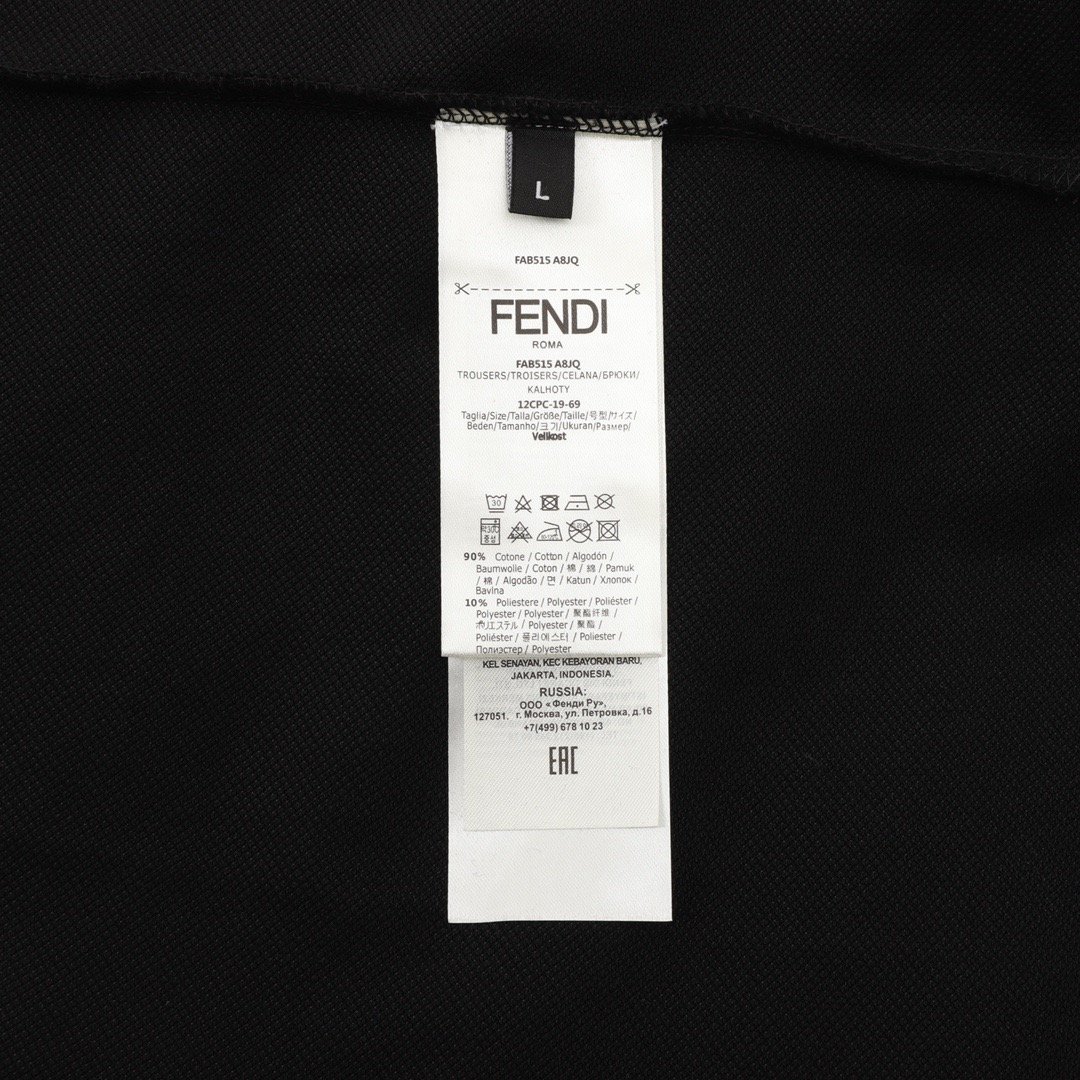 L
FAB515 A8JQ
FENDI
ROMA
FAB515 A8JQ
TROUSERS/TROISERS/CELANA/БРЮКИ/
KALHOTY
12CPC-19-69
Taglia/Size/Talla/Größe/Taille/号型/サイズ/
Beden/Tamanho/크기/Ukuran/Размер/
Velikost
30
90% Cotone / Cotton / Algodón /
Baumwolle / Coton / 棉 / 綿 / Pamuk
/ 棉 / Algodão / 면 / Katun / Хлопок /
Bavlna
10% Poliestere / Polyester / Poliéster /
Polyester / Polyester / 聚酯纤维 /
ポリエステル / Polyester / 聚酯 /
Poliéster / 폴리에스터 / Poliester /
Полиэстер / Polyester
KEL SENAYAN, KEC KEBAYORAN BARU,
JAKARTA, INDONESIA.
RUSSIA:
ООО «Фенди Ру»,
127051. г. Москва, ул. Петровка, д.16
+7(499) 678 10 23
EAC